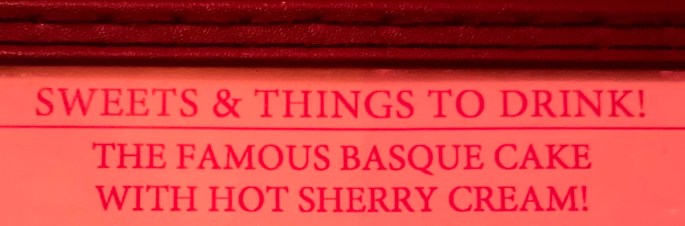 SWEETS & THINGS TO DRINK!
THE FAMOUS BASQUE CAKE
WITH HOT SHERRY CREAM!